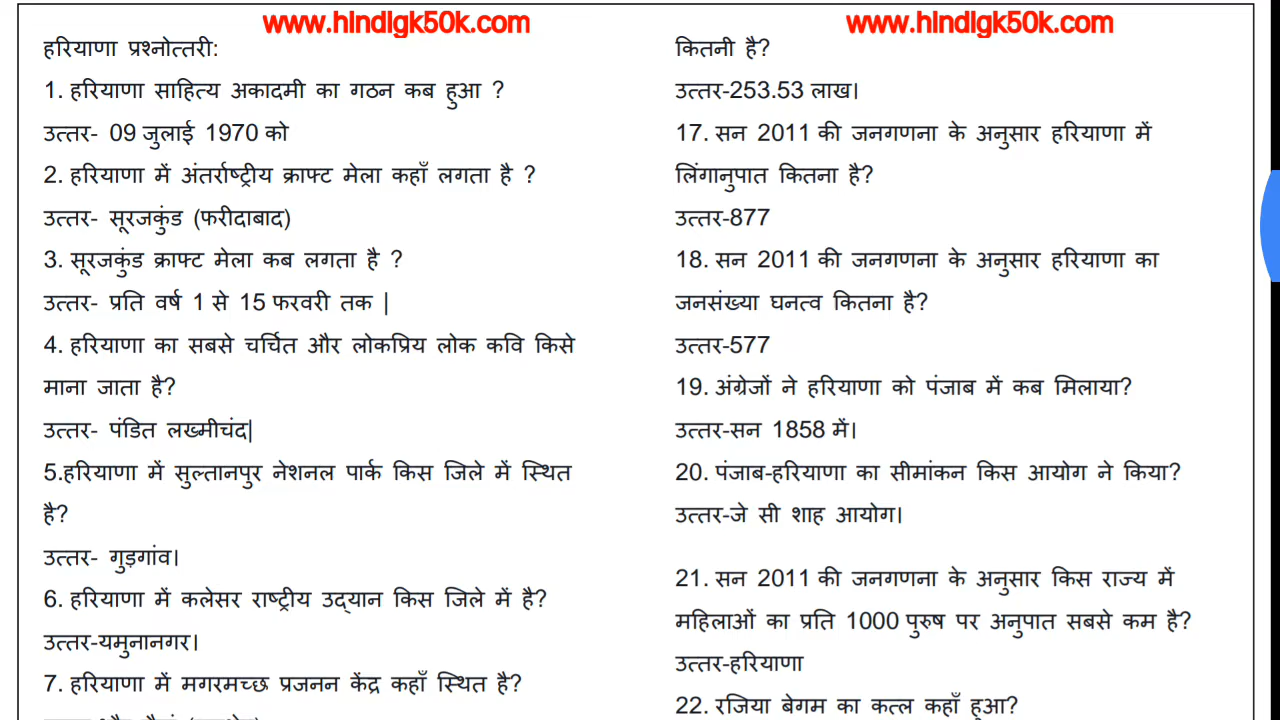 www.hindigk50k.com
हरियाणा प्रश्नोत्तरी:
1. हरियाणा साहित्य अकादमी का गठन कब हुआ ?
उत्तर- 09 जुलाई 1970 को
2. हरियाणा में अंतर्राष्ट्रीय क्राफ्ट मेला कहाँ लगता है ?
उत्तर- सूरजकुंड (फरीदाबाद)
3. सूरजकुंड क्राफ्ट मेला कब लगता है ?
उत्तर- प्रति वर्ष 1 से 15 फरवरी तक |
4. हरियाणा का सबसे चर्चित और लोकप्रिय लोक कवि किसे
माना जाता है?
उत्तर- पंडित लख्मीचंद|
5.हरियाणा में सुल्तानपुर नेशनल पार्क किस जिले में स्थित
है?
उत्तर- गुड़गांव।
6. हरियाणा में कलेसर राष्ट्रीय उद्यान किस जिले में है?
उत्तर-यमुनानगर।
7. हरियाणा में मगरमच्छ प्रजनन केंद्र कहाँ स्थित है?
www.hindigk50k.com
कितनी है?
उत्तर-253.53 लाख।
17. सन 2011 की जनगणना के अनुसार हरियाणा में
लिंगानुपात कितना है?
उत्तर-877
18. सन 2011 की जनगणना के अनुसार हरियाणा का
जनसंख्या घनत्व कितना है?
उत्तर-577
19. अंग्रेजों ने हरियाणा को पंजाब में कब मिलाया?
उत्तर-सन 1858 में।
20. पंजाब-हरियाणा का सीमांकन किस आयोग ने किया?
उत्तर-जे सी शाह आयोग।
21. सन 2011 की जनगणना के अनुसार किस राज्य में
महिलाओं का प्रति 1000 पुरुष पर अनुपात सबसे कम है?
उत्तर-हरियाणा
22. रजिया बेगम का कत्ल कहाँ हुआ?